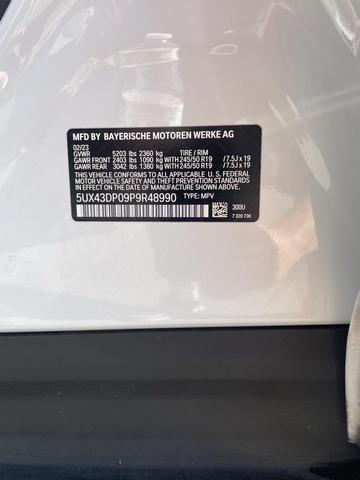 MFD BY BAYERISCHE MOTOREN WERKE AG
02/23
GVWR 5203 lbs 2360 kg TIRE / RIM
GAWR FRONT 2403 lbs 1090 kg WITH 245/50 R19 / 7.5J x 19
GAWR REAR 3042 lbs 1380 kg WITH 245/50 R19 / 7.5J x 19
THIS VEHICLE CONFORMS TO ALL APPLICABLE U. S. FEDERAL
MOTOR VEHICLE SAFETY AND THEFT PREVENTION STANDARDS
IN EFFECT ON THE DATE OF MANUFACTURE SHOWN ABOVE.
5UX43DP09P9R48990 TYPE: MPV
300U
7 320 730